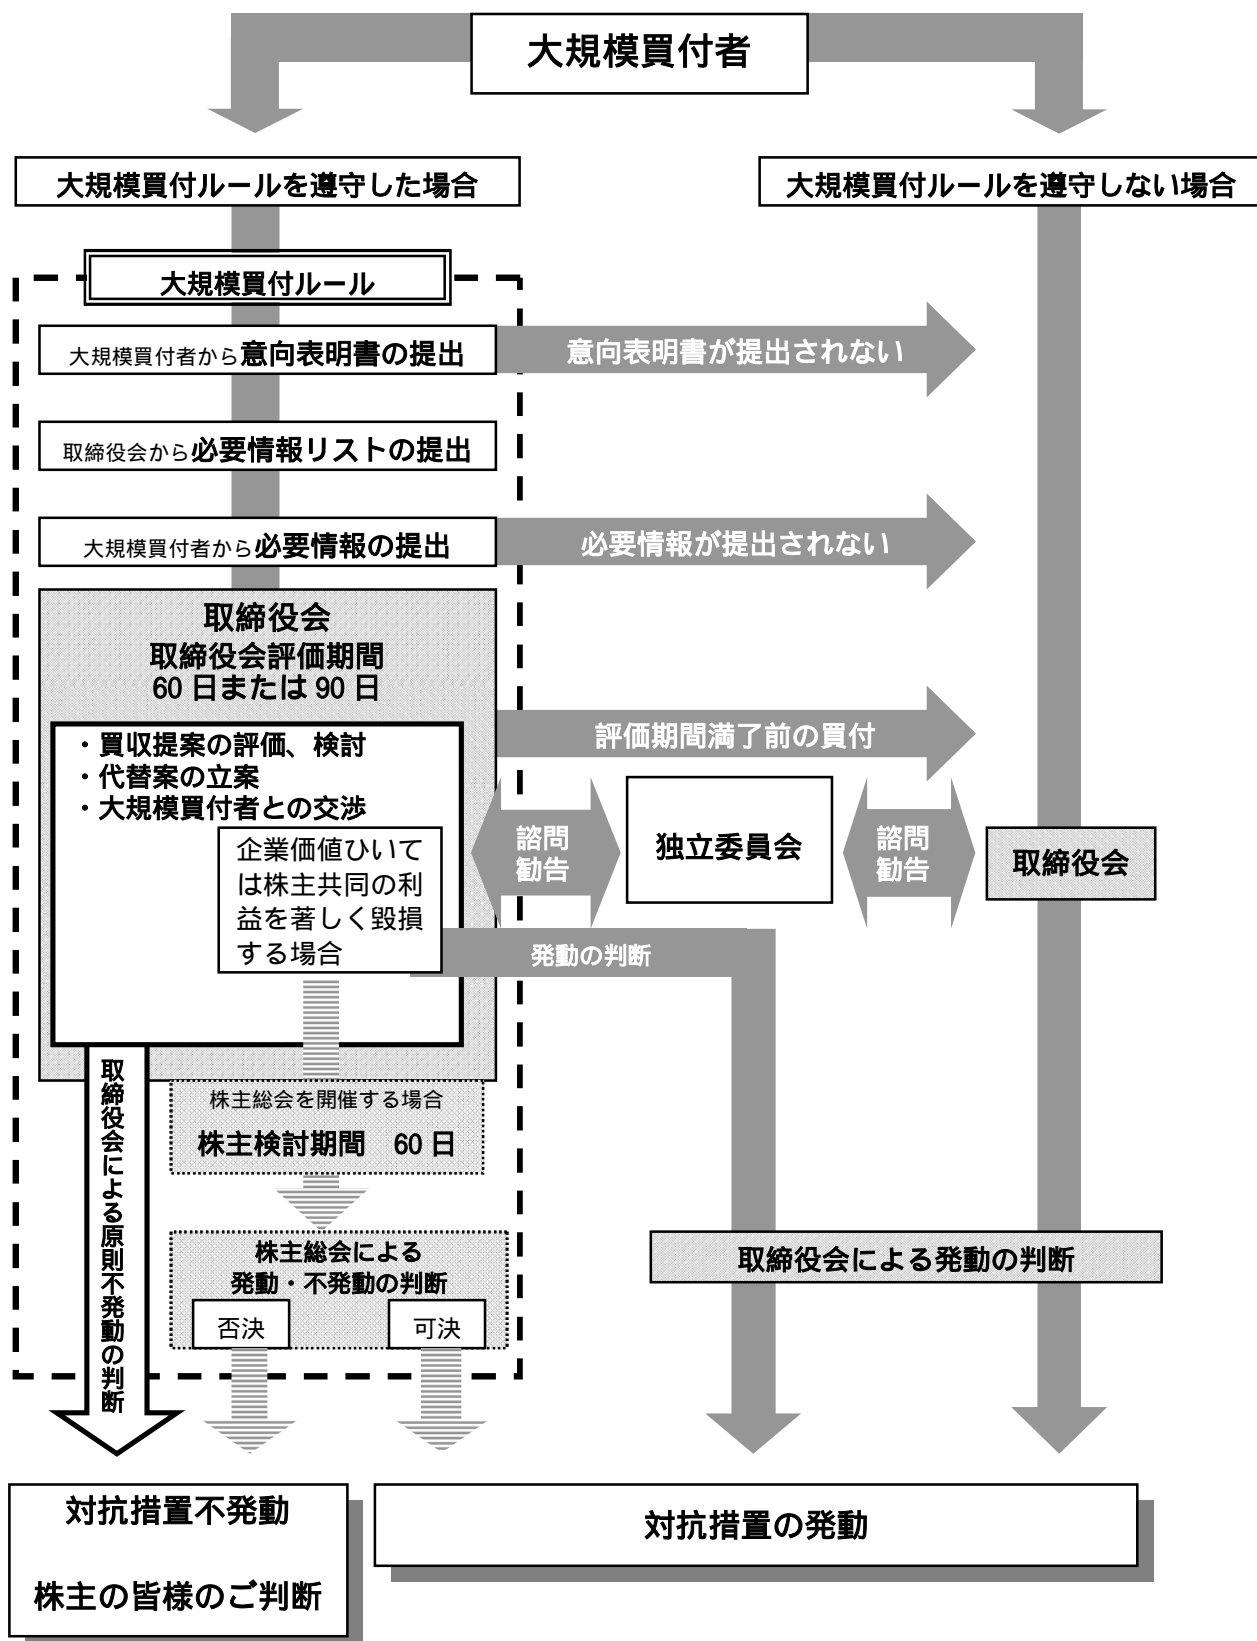 大規模買付者
大規模買付ルールを遵守した場合
大規模買付ルールを遵守しない場合
大規模買付ルール
大規模買付者から意向表明書の提出
意向表明書が提出されない
取締役会から必要情報リストの提出
大規模買付者から必要情報の提出
必要情報が提出されない
取締役会
取締役会評価期間
60 日または 90 日
評価期間満了前の買付
・買収提案の評価、検討
・代替案の立案
・大規模買付者との交渉
企業価値ひいて
は株主共同の利
益を著しく毀損
する場合
諮問
勧告
独立委員会
諮問
勧告
取締役会
発動の判断
取締役会による原則不発動の判断
株主総会を開催する場合
株主検討期間　60 日
株主総会による
発動・不発動の判断
否決
可決
取締役会による発動の判断
対抗措置不発動
株主の皆様のご判断
対抗措置の発動